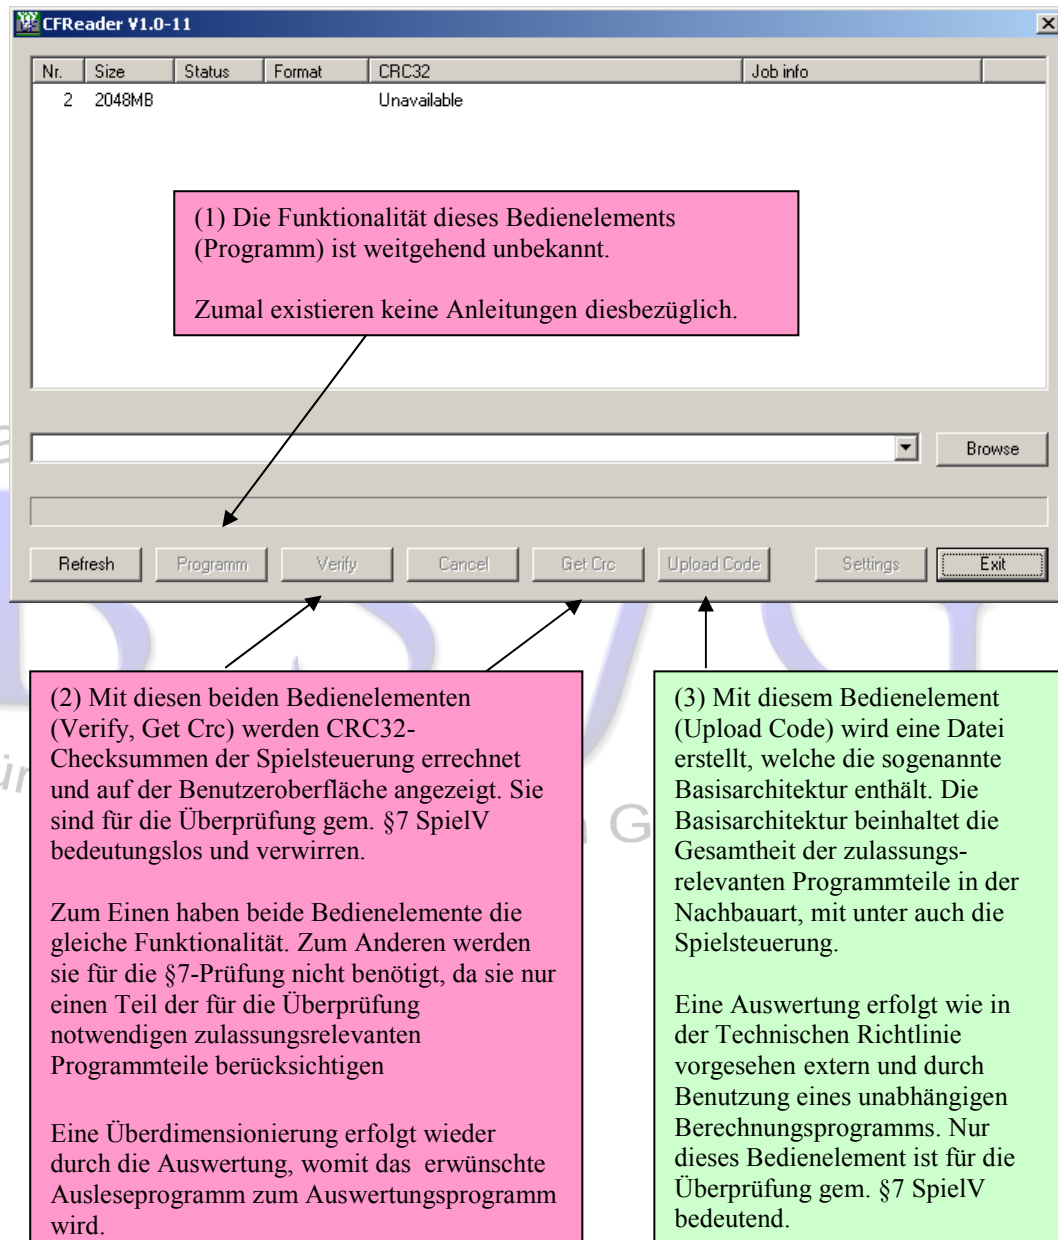 CFReader V1.0-11
Nr. Size Status Format CRC32 Job info
2 2048MB Unavailable
(1) Die Funktionalität dieses Bedienelements
(Programm) ist weitgehend unbekannt.
Zumal existieren keine Anleitungen diesbezüglich.
Browse
Refresh Programm Verify Cancel Get Crc Upload Code Settings Exit
(2) Mit diesen beiden Bedienelementen
(Verify, Get Crc) werden CRC32-
Checksummen der Spielsteuerung errechnet
und auf der Benutzeroberfläche angezeigt. Sie
sind für die Überprüfung gem. §7 SpielV
bedeutungslos und verwirren.
Zum Einen haben beide Bedienelemente die
gleiche Funktionalität. Zum Anderen werden
sie für die §7-Prüfung nicht benötigt, da sie nur
einen Teil der für die Überprüfung
notwendigen zulassungsrelevanten
Programmteile berücksichtigen
Eine Überdimensionierung erfolgt wieder
durch die Auswertung, womit das erwünschte
Ausleseprogramm zum Auswertungsprogramm
wird.
(3) Mit diesem Bedienelement
(Upload Code) wird eine Datei
erstellt, welche die sogenannte
Basisarchitektur enthält. Die
Basisarchitektur beinhaltet die
Gesamtheit der zulassungs-
relevanten Programmteile in der
Nachbauart, mit unter auch die
Spielsteuerung.
Eine Auswertung erfolgt wie in
der Technischen Richtlinie
vorgesehen extern und durch
Benutzung eines unabhängigen
Berechnungsprogramms. Nur
dieses Bedienelement ist für die
Überprüfung gem. §7 SpielV
bedeutend.